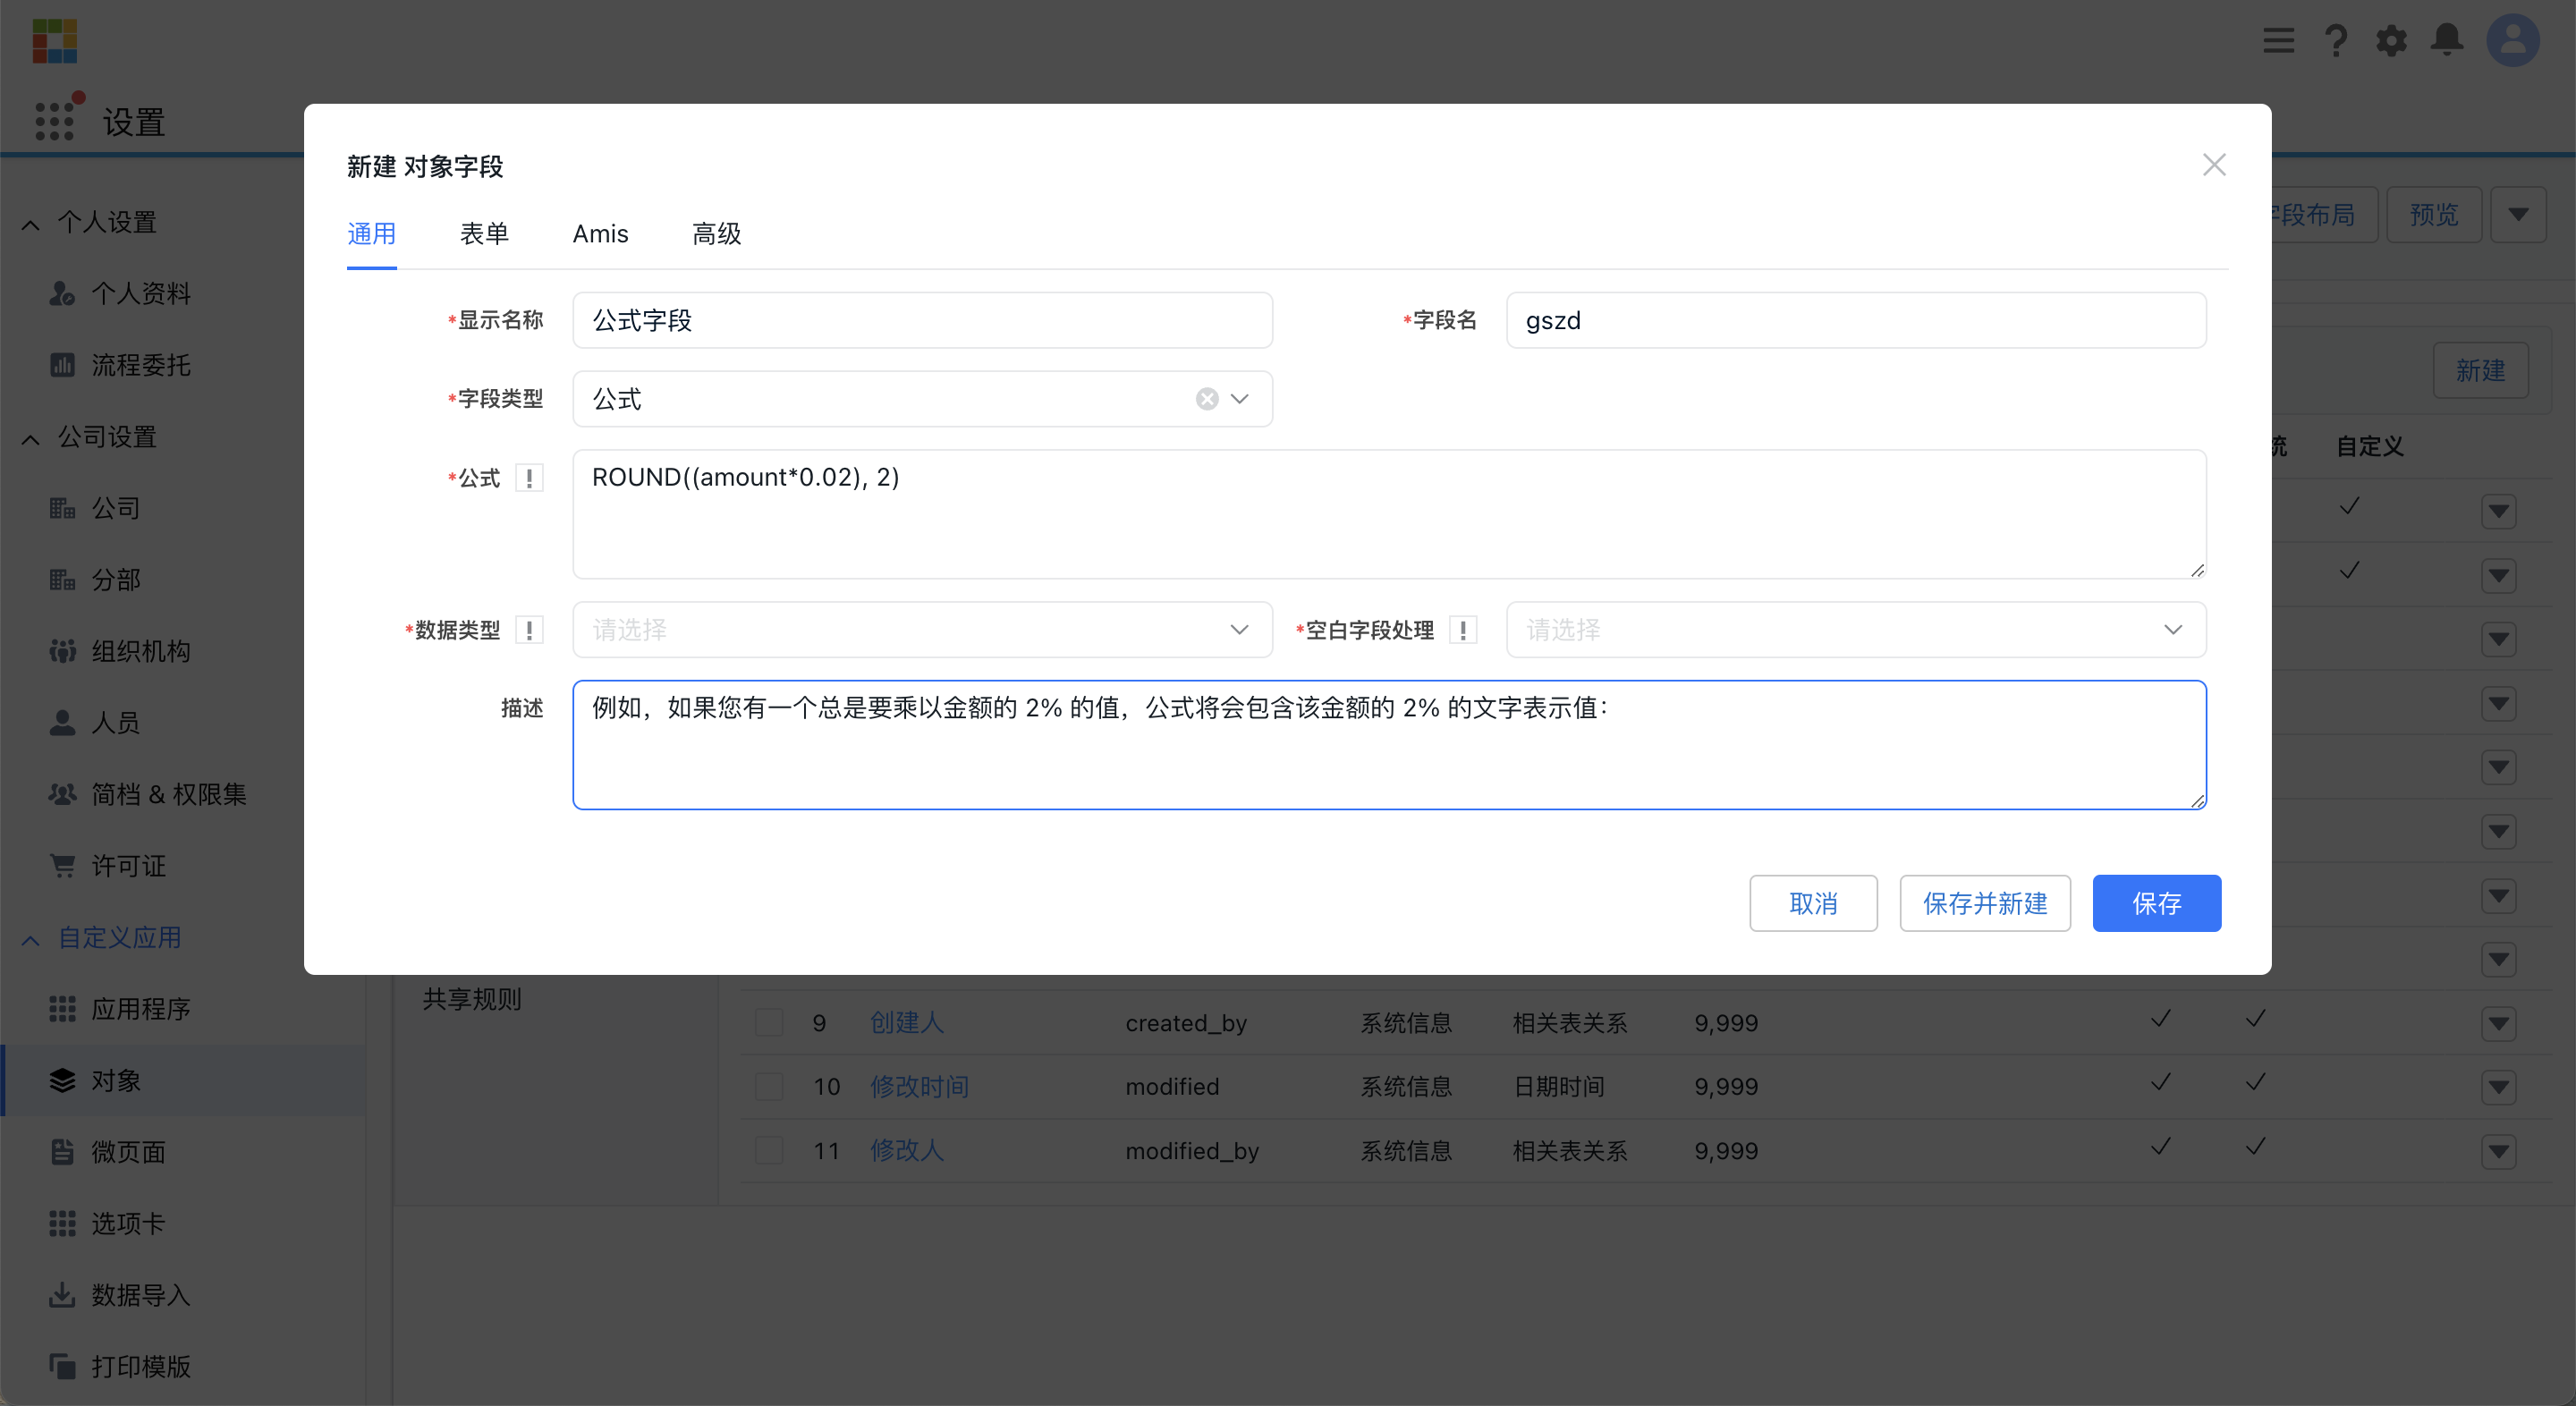 设置
个人设置
个人资料
流程委托
公司设置
公司
分部
组织机构
人员
简档 & 权限集
许可证
自定义应用
应用程序
对象
微页面
选项卡
数据导入
打印模版
字段布局
预览
新建
统
自定义
新建 对象字段
通用
表单
Amis
高级
*显示名称
公式字段
*字段名
gszd
*字段类型
公式
*公式
ROUND((amount*0.02), 2)
*数据类型
请选择
*空白字段处理
请选择
描述
例如，如果您有一个总是要乘以金额的 2% 的值，公式将会包含该金额的 2% 的文字表示值：
取消
保存并新建
保存
共享规则
9 创建人 created_by 系统信息 相关表关系 9,999
10 修改时间 modified 系统信息 日期时间 9,999
11 修改人 modified_by 系统信息 相关表关系 9,999